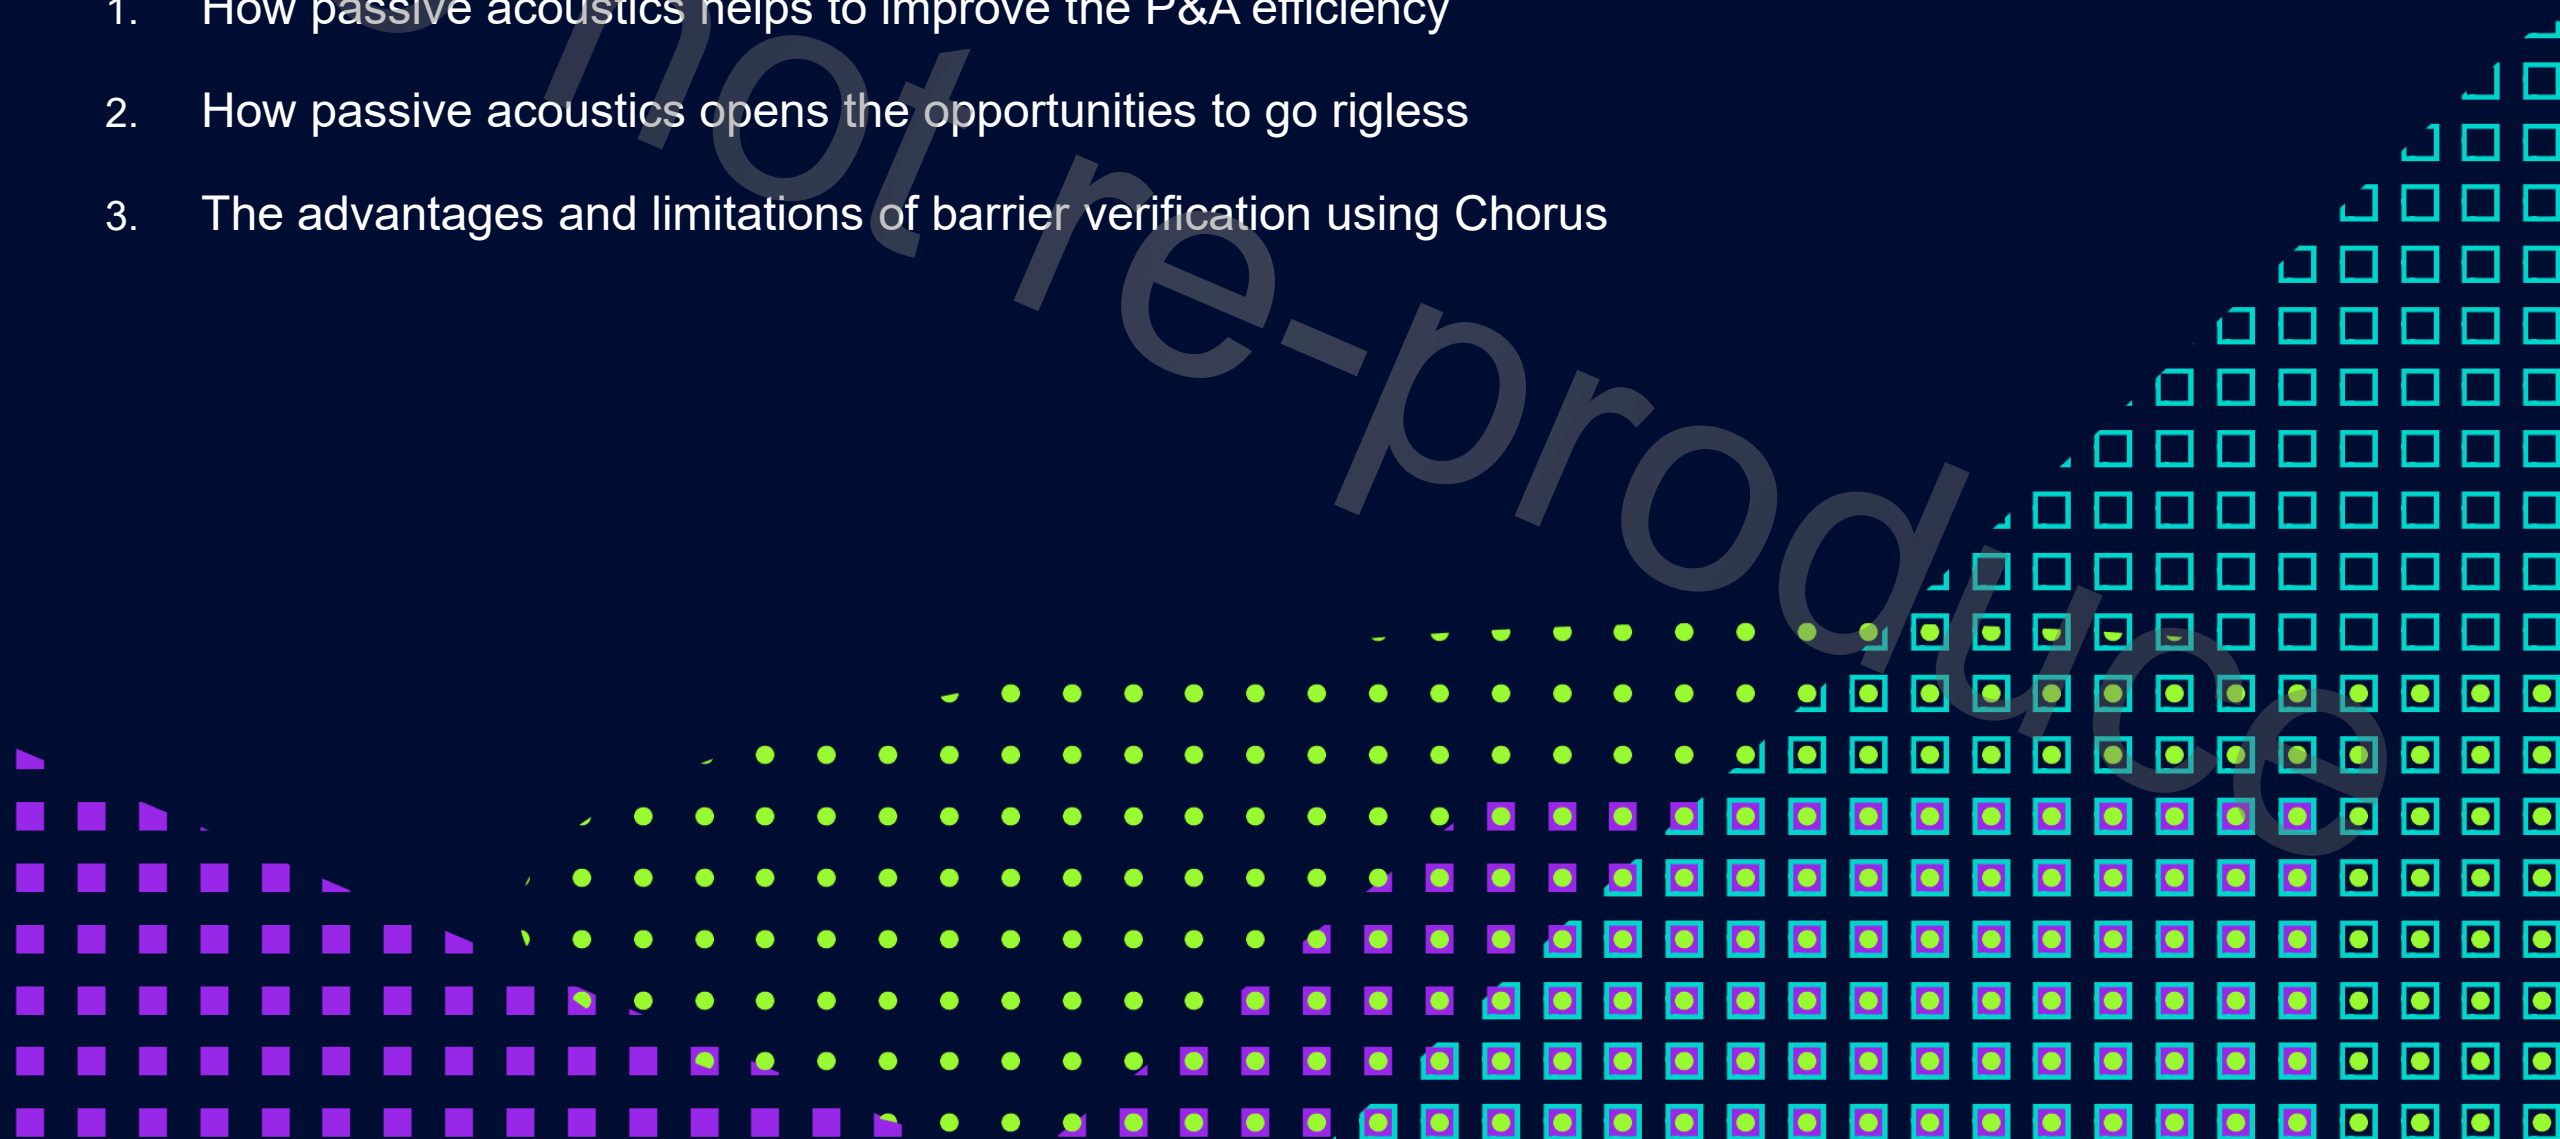 1. How passive acoustics helps to improve the P&A efficiency
2. How passive acoustics opens the opportunities to go rigless
3. The advantages and limitations of barrier verification using Chorus
not re-produce